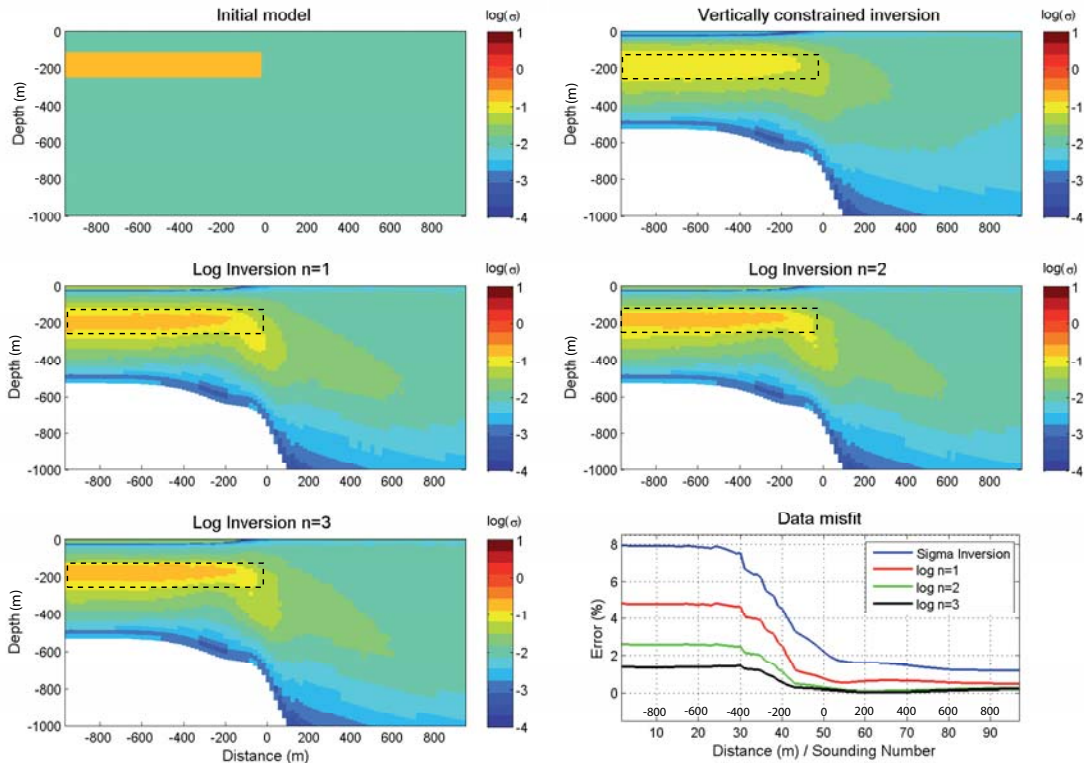 Initial model
log(σ)
Depth (m)
0
-200
-400
-600
-800
-1000
-800 -600 -400 -200 0 200 400 600 800
1
0
-1
-2
-3
-4
Vertically constrained inversion
log(σ)
Depth (m)
0
-200
-400
-600
-800
-1000
-800 -600 -400 -200 0 200 400 600 800
1
0
-1
-2
-3
-4
Log Inversion n=1
log(σ)
Depth (m)
0
-200
-400
-600
-800
-1000
-800 -600 -400 -200 0 200 400 600 800
1
0
-1
-2
-3
-4
Log Inversion n=2
log(σ)
Depth (m)
0
-200
-400
-600
-800
-1000
-800 -600 -400 -200 0 200 400 600 800
1
0
-1
-2
-3
-4
Log Inversion n=3
log(σ)
Depth (m)
0
-200
-400
-600
-800
-1000
-800 -600 -400 -200 0 200 400 600 800
Distance (m)
1
0
-1
-2
-3
-4
Data misfit
Error (%)
8
6
4
2
0
Sigma Inversion
log n=1
log n=2
log n=3
-800 -600 -400 -200 0 200 400 600 800
10 20 30 40 50 60 70 80 90
Distance (m) / Sounding Number